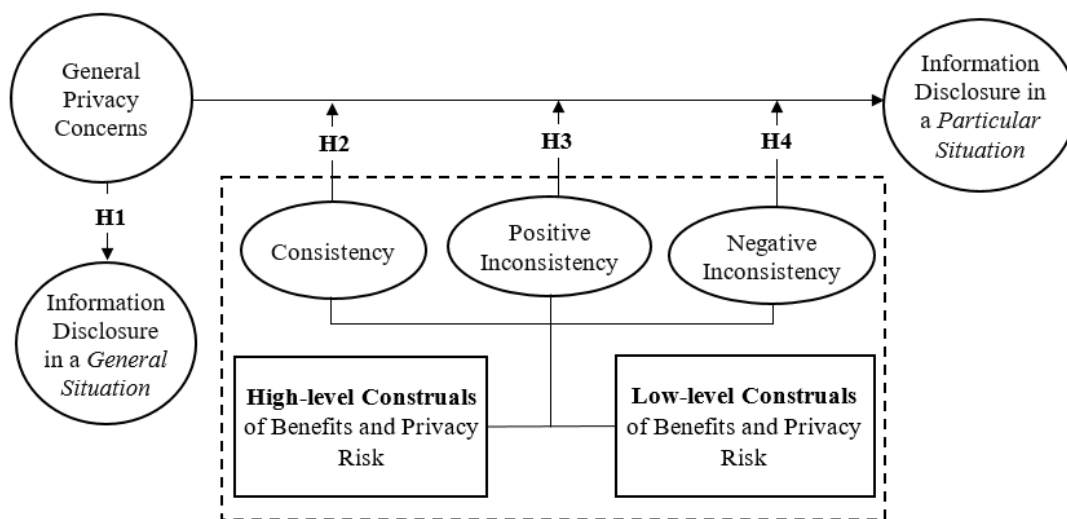 General
Privacy
Concerns
Information
Disclosure in
a Particular
Situation
H2
H3
H4
H1
Consistency
Positive
Inconsistency
Negative
Inconsistency
Information
Disclosure
in a General
Situation
High-level Construals
of Benefits and Privacy
Risk
Low-level Construals
of Benefits and Privacy
Risk